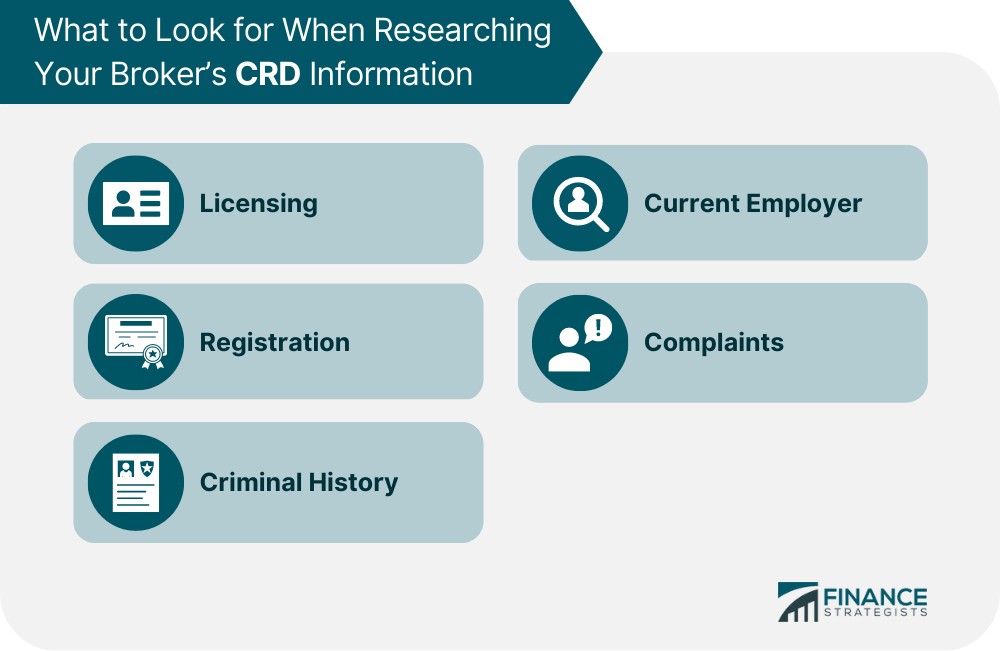 What to Look for When Researching
Your Broker’s CRD Information
Licensing
Current Employer
Registration
Complaints
Criminal History
!
FINANCE
STRATEGISTS